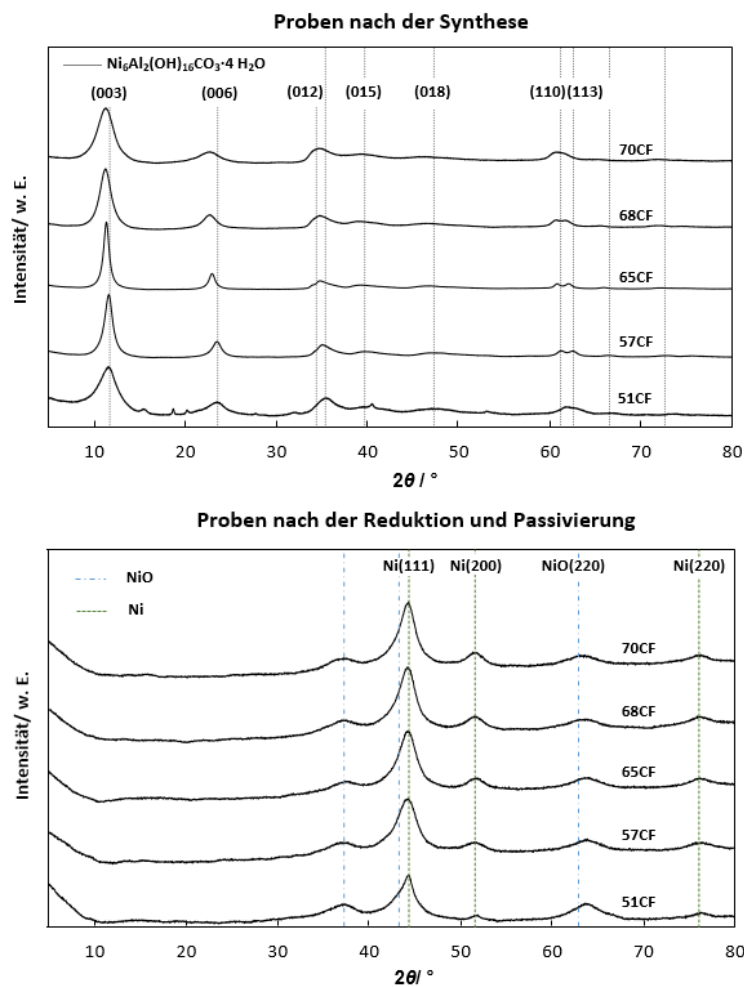 Proben nach der Synthese
Ni₆Al₂(OH)₁₆CO₃·4 H₂O
(003) (006) (012) (015) (018) (110) (113)
70CF
68CF
65CF
57CF
51CF
Intensität/ w. E.
10 20 30 40 50 60 70 80
2θ / °
Proben nach der Reduktion und Passivierung
NiO
Ni
Ni(111) Ni(200) NiO(220) Ni(220)
70CF
68CF
65CF
57CF
51CF
Intensität/ w. E.
10 20 30 40 50 60 70 80
2θ/ °